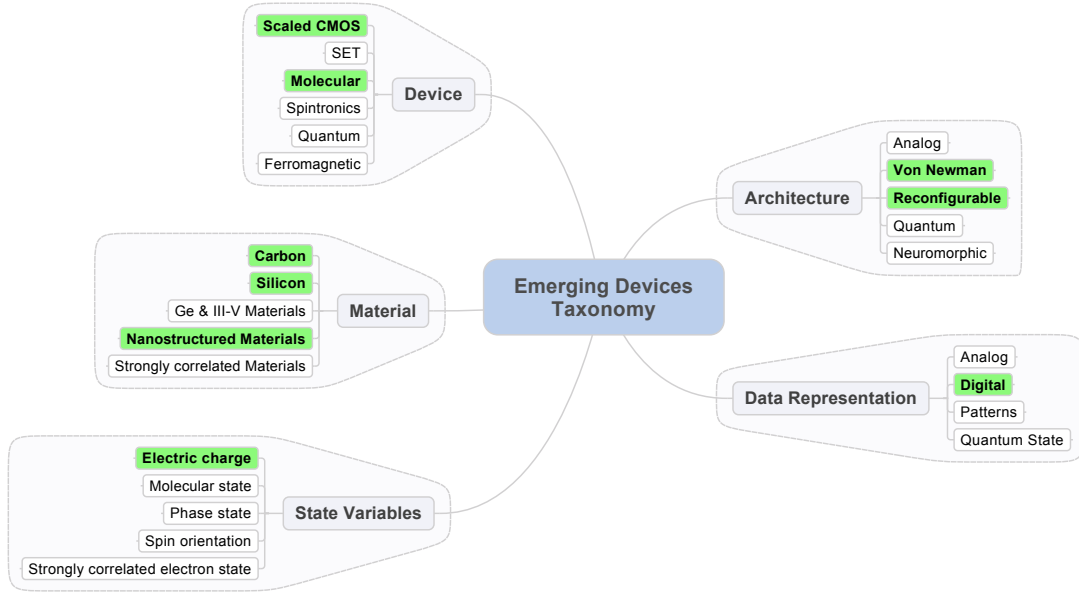 Scaled CMOS
SET
Molecular
Spintronics
Quantum
Ferromagnetic
Device
Carbon
Silicon
Ge & III-V Materials
Nanostructured Materials
Strongly correlated Materials
Material
Electric charge
Molecular state
Phase state
Spin orientation
Strongly correlated electron state
State Variables
Emerging Devices
Taxonomy
Architecture
Analog
Von Newman
Reconfigurable
Quantum
Neuromorphic
Data Representation
Analog
Digital
Patterns
Quantum State